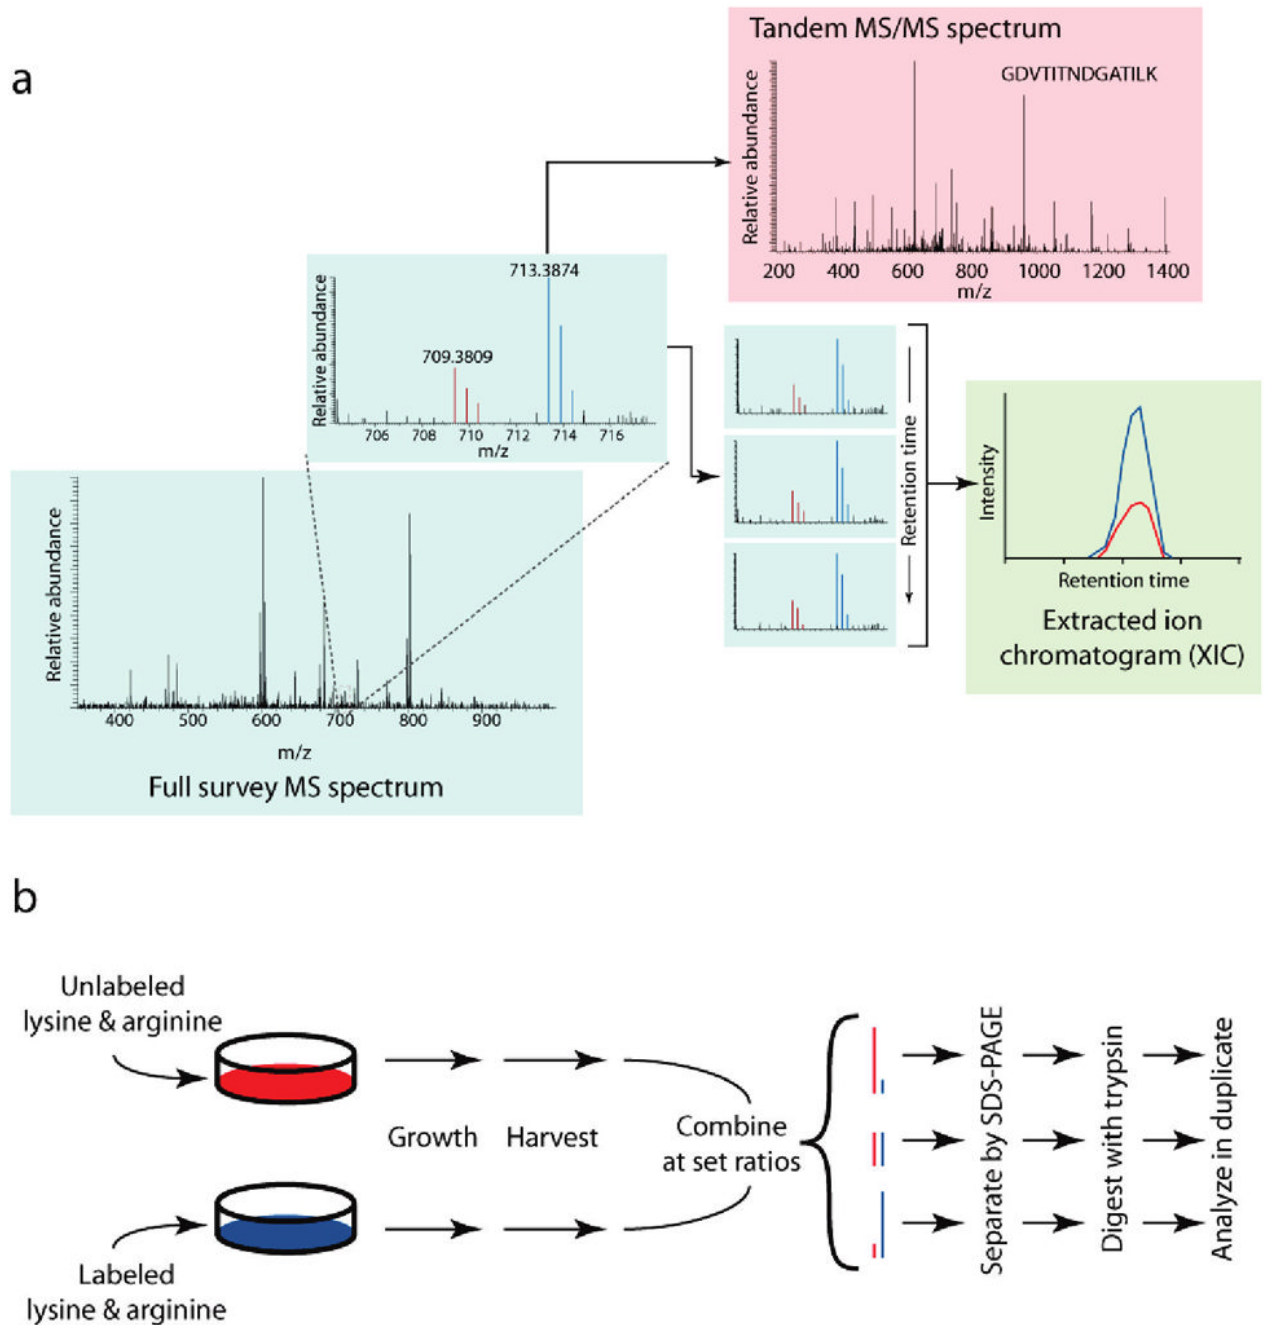 a
Tandem MS/MS spectrum
GDVTITNDGATILK
Relative abundance
200 400 600 800 1000 1200 1400
m/z
713.3874
709.3809
Relative abundance
706 708 710 712 714 716
m/z
Retention time
Intensity
Retention time
Extracted ion
chromatogram (XIC)
Relative abundance
400 500 600 700 800 900
m/z
Full survey MS spectrum
b
Unlabeled
lysine & arginine
Growth
Harvest
Combine
at set ratios
Labeled
lysine & arginine
Separate by SDS-PAGE
Digest with trypsin
Analyze in duplicate